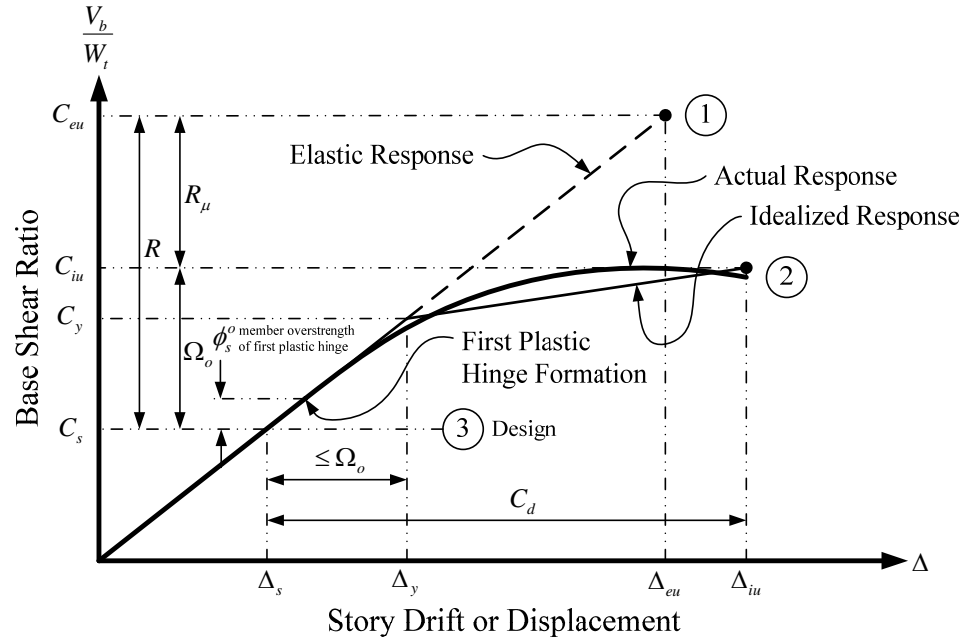 V_b
W_t
C_eu
1
Elastic Response
R_μ
Actual Response
Idealized Response
R
C_iu
2
C_y
ϕ_s^o member overstrength
of first plastic hinge
Ω_o
First Plastic
Hinge Formation
C_s
3 Design
≤ Ω_o
C_d
Δ
Δ_s
Δ_y
Δ_eu
Δ_iu
Base Shear Ratio
Story Drift or Displacement